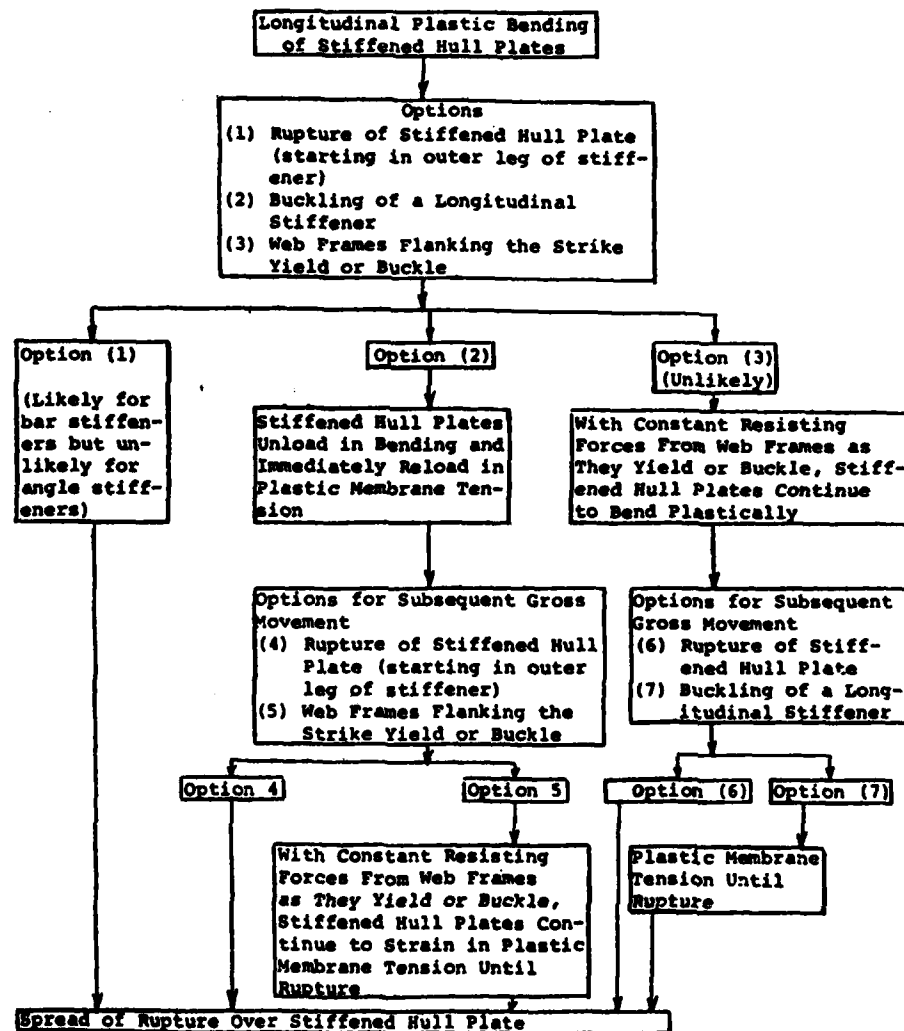 Longitudinal Plastic Bending
of Stiffened Hull Plates
Options
(1) Rupture of Stiffened Hull Plate
(starting in outer leg of stiff-
ener)
(2) Buckling of a Longitudinal
Stiffener
(3) Web Frames Flanking the Strike
Yield or Buckle
Option (1)
(Likely for
bar stiffen-
ers but un-
likely for
angle stiff-
eners)
Option (2)
Stiffened Hull Plates
Unload in Bending and
Immediately Reload in
Plastic Membrane Ten-
sion
Option (3)
(Unlikely)
With Constant Resisting
Forces From Web Frames as
They Yield or Buckle, Stiff-
ened Hull Plates Continue
to Bend Plastically
Options for Subsequent Gross
Movement
(4) Rupture of Stiffened Hull
Plate (starting in outer
leg of stiffener)
(5) Web Frames Flanking the
Strike Yield or Buckle
Options for Subsequent
Gross Movement
(6) Rupture of Stiff-
ened Hull Plate
(7) Buckling of a Long-
itudinal Stiffener
Option 4
Option 5
Option (6)
Option (7)
With Constant Resisting
Forces From Web Frames
as They Yield or Buckle,
Stiffened Hull Plates Con-
tinue to Strain in Plastic
Membrane Tension Until
Rupture
Plastic Membrane
Tension Until
Rupture
Spread of Rupture Over Stiffened Hull Plate